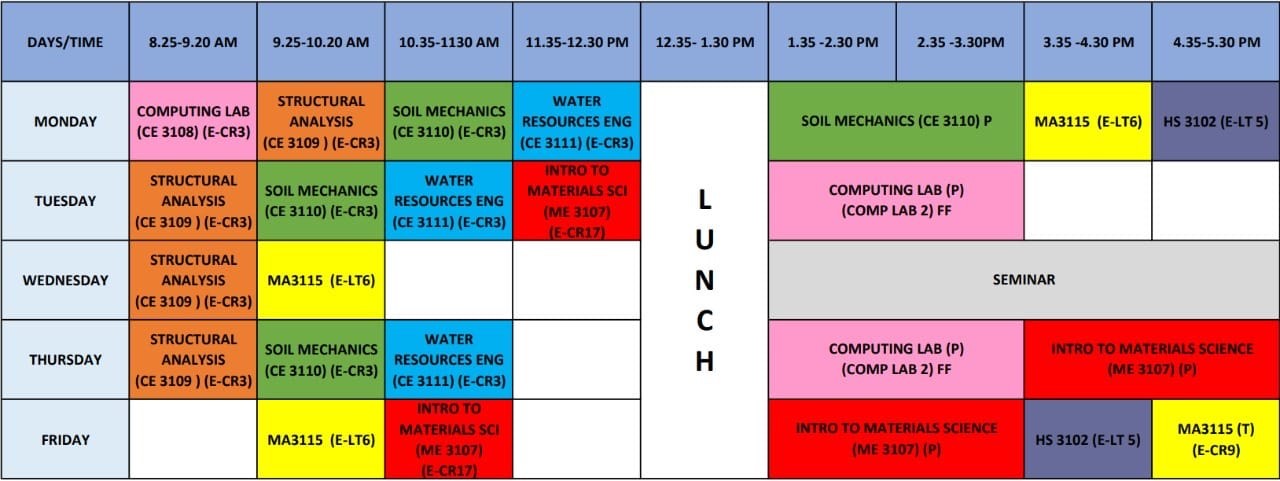 DAYS/TIME
8.25-9.20 AM
9.25-10.20 AM
10.35-1130 AM
11.35-12.30 PM
12.35- 1.30 PM
1.35 -2.30 PM
2.35 -3.30PM
3.35 -4.30 PM
4.35-5.30 PM
MONDAY
COMPUTING LAB
(CE 3108) (E-CR3)
STRUCTURAL
ANALYSIS
(CE 3109 ) (E-CR3)
SOIL MECHANICS
(CE 3110) (E-CR3)
WATER
RESOURCES ENG
(CE 3111) (E-CR3)
L
U
N
C
H
SOIL MECHANICS (CE 3110) P
MA3115 (E-LT6)
HS 3102 (E-LT 5)
TUESDAY
STRUCTURAL
ANALYSIS
(CE 3109 ) (E-CR3)
SOIL MECHANICS
(CE 3110) (E-CR3)
WATER
RESOURCES ENG
(CE 3111) (E-CR3)
INTRO TO
MATERIALS SCI
(ME 3107)
(E-CR17)
COMPUTING LAB (P)
(COMP LAB 2) FF
WEDNESDAY
STRUCTURAL
ANALYSIS
(CE 3109 ) (E-CR3)
MA3115 (E-LT6)
SEMINAR
THURSDAY
STRUCTURAL
ANALYSIS
(CE 3109 ) (E-CR3)
SOIL MECHANICS
(CE 3110) (E-CR3)
WATER
RESOURCES ENG
(CE 3111) (E-CR3)
COMPUTING LAB (P)
(COMP LAB 2) FF
INTRO TO MATERIALS SCIENCE
(ME 3107) (P)
FRIDAY
MA3115 (E-LT6)
INTRO TO
MATERIALS SCI
(ME 3107)
(E-CR17)
INTRO TO MATERIALS SCIENCE
(ME 3107) (P)
HS 3102 (E-LT 5)
MA3115 (T)
(E-CR9)